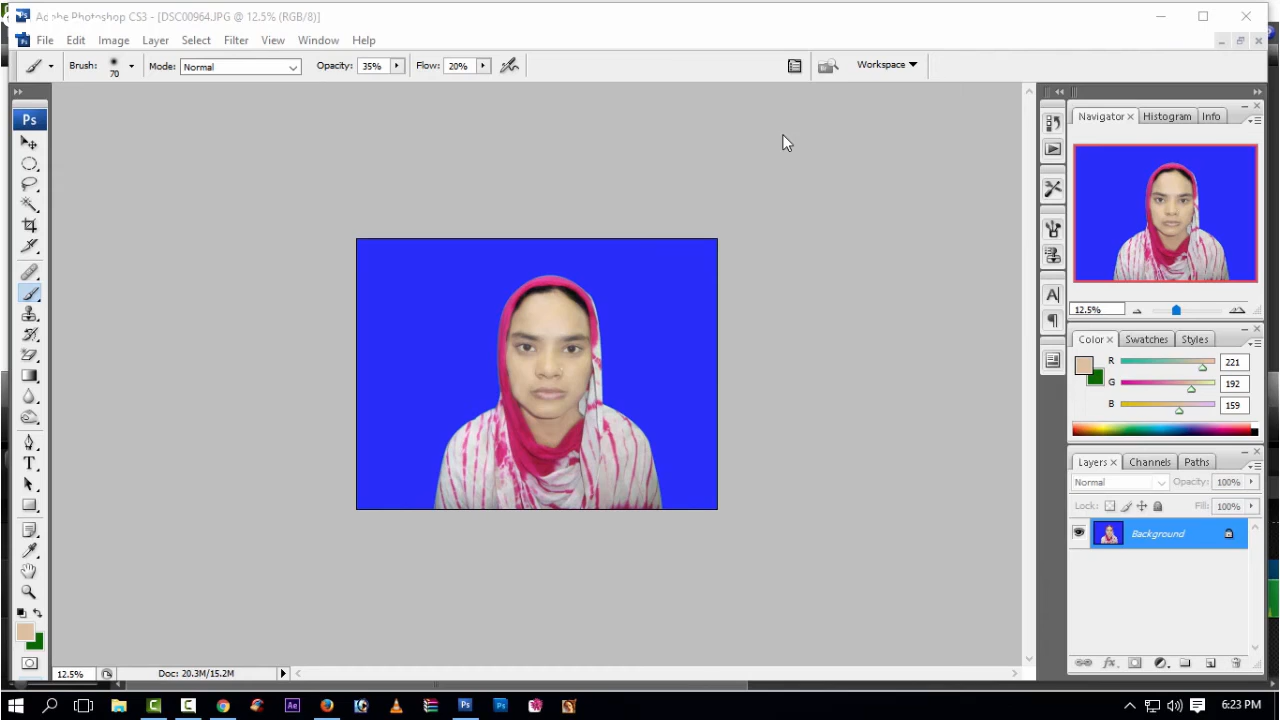 Adobe Photoshop CS3 - [DSC00964.JPG @ 12.5% (RGB/8)]
File Edit Image Layer Select Filter View Window Help
Brush: 70 Mode: Normal Opacity: 35% Flow: 20% Workspace
Ps
Navigator Histogram Info
12.5%
Color Swatches Styles
R 221
G 192
B 159
Layers Channels Paths
Normal Opacity: 100%
Lock: Fill: 100%
Background
12.5% Doc: 20.3M/15.2M
6:23 PM